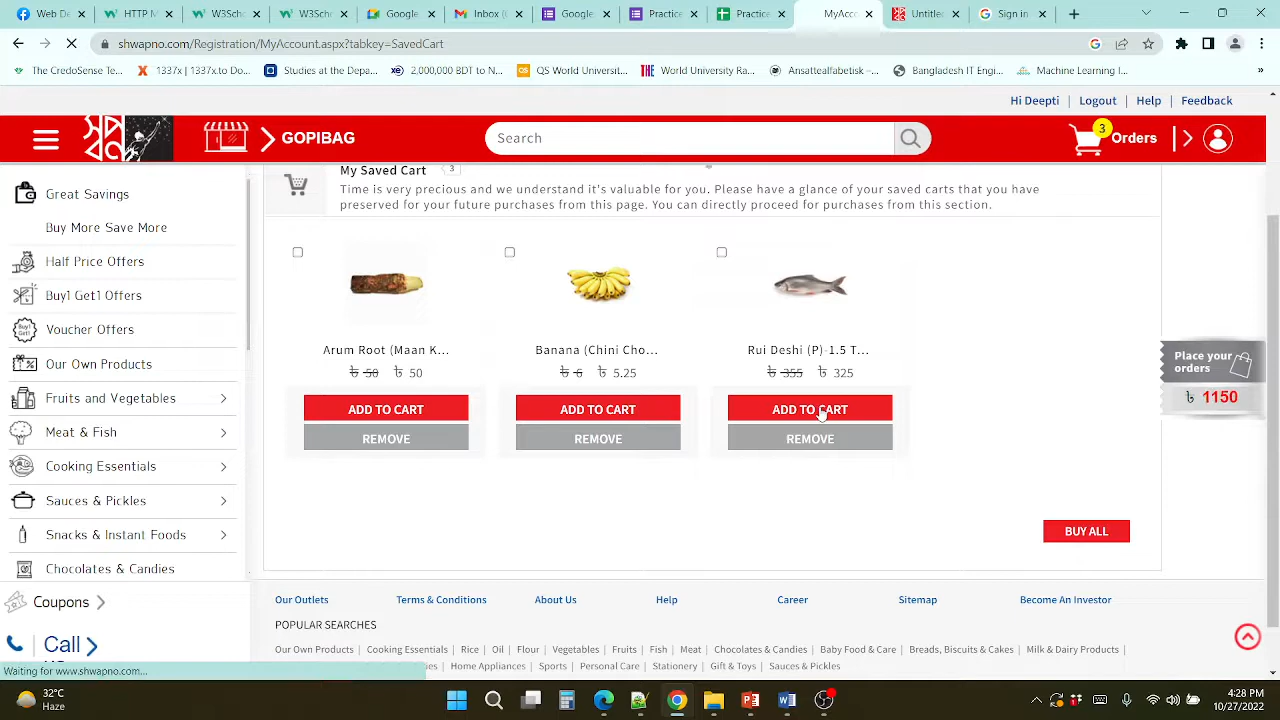 W3Sch
HTTP M
W3Sch
W3Sch
Google
Inbox (
Google
Practice
Practice
MyAcc
Untitle
Sign in
shwapno.com/Registration/MyAccount.aspx?tabkey=SavedCart
The CredoSense Te...
1337x | 1337x.to Do...
Studies at the Depa...
2,000,000 BDT to N...
QS World Universit...
World University R...
Ansattelfattebisk –...
Bangladesh IT Engi...
Machine Learning I...
»
Hi Deepti | Logout | Help | Feedback
GOPIBAG
Search
3
Orders
Great Savings
Buy More Save More
Half Price Offers
Buy1 Get1 Offers
Voucher Offers
Our Own Products
Fruits and Vegetables
Meat & Fish
Cooking Essentials
Sauces & Pickles
Snacks & Instant Foods
Chocolates & Candies
Coupons
Call
My Saved Cart 3
Time is very precious and we understand it's valuable for you. Please have a glance of your saved carts that you have
preserved for your future purchases from this page. You can directly proceed for purchases from this section.
Arum Root (Maan K...
৳ 50 ৳ 50
ADD TO CART
REMOVE
Banana (Chini Cho...
৳ 6 ৳ 5.25
ADD TO CART
REMOVE
Rui Deshi (P) 1.5 T...
৳ 355 ৳ 325
ADD TO CART
REMOVE
Place your
orders
৳ 1150
BUY ALL
Our Outlets Terms & Conditions About Us Help Career Sitemap Become An Investor
POPULAR SEARCHES
Our Own Products | Cooking Essentials | Rice | Oil | Flour | Vegetables | Fruits | Fish | Meat | Chocolates & Candies | Baby Food & Care | Breads, Biscuits & Cakes | Milk & Dairy Products |
Home Appliances | Sports | Personal Care | Stationery | Gift & Toys | Sauces & Pickles
Waiting for www.shwapno.com...
32°C
Haze
4:28 PM
10/27/2022